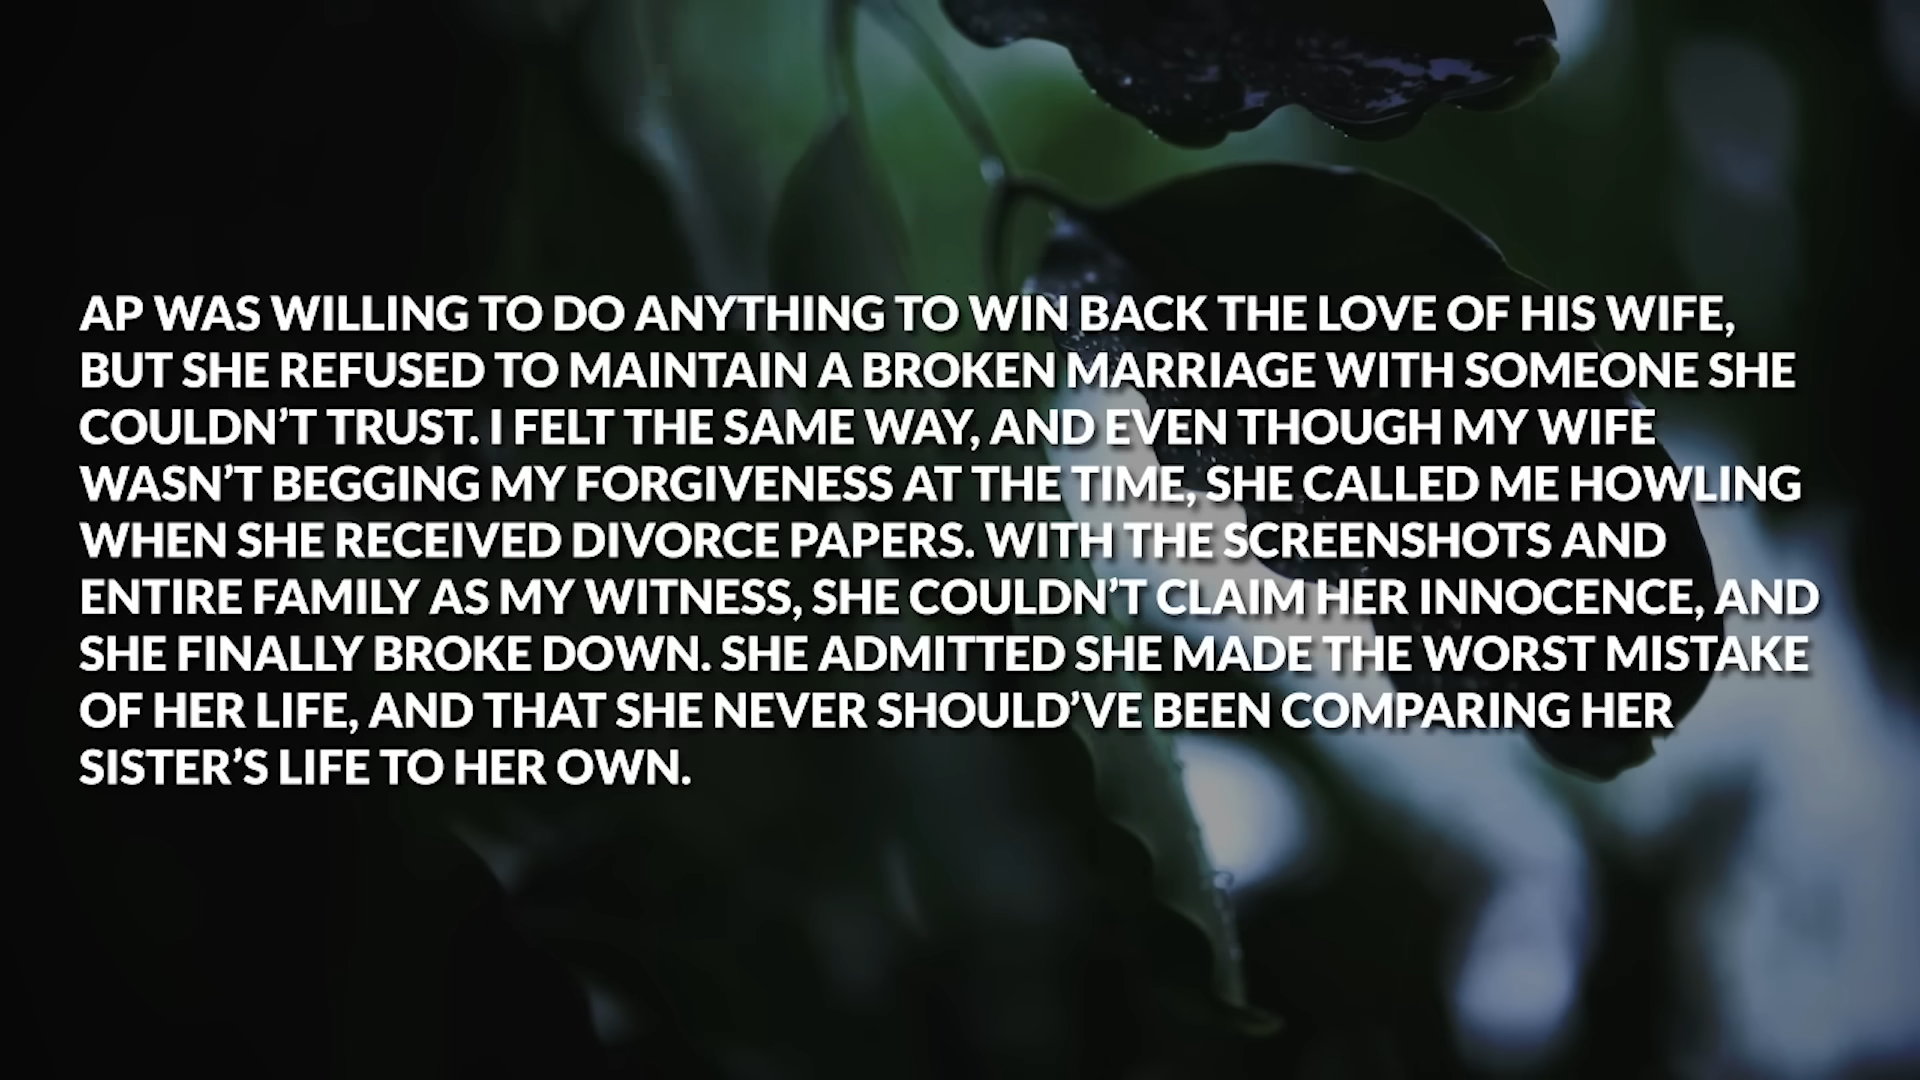 AP WAS WILLING TO DO ANYTHING TO WIN BACK THE LOVE OF HIS WIFE,
BUT SHE REFUSED TO MAINTAIN A BROKEN MARRIAGE WITH SOMEONE SHE
COULDN’T TRUST. I FELT THE SAME WAY, AND EVEN THOUGH MY WIFE
WASN’T BEGGING MY FORGIVENESS AT THE TIME, SHE CALLED ME HOWLING
WHEN SHE RECEIVED DIVORCE PAPERS. WITH THE SCREENSHOTS AND
ENTIRE FAMILY AS MY WITNESS, SHE COULDN’T CLAIM HER INNOCENCE, AND
SHE FINALLY BROKE DOWN. SHE ADMITTED SHE MADE THE WORST MISTAKE
OF HER LIFE, AND THAT SHE NEVER SHOULD’VE BEEN COMPARING HER
SISTER’S LIFE TO HER OWN.